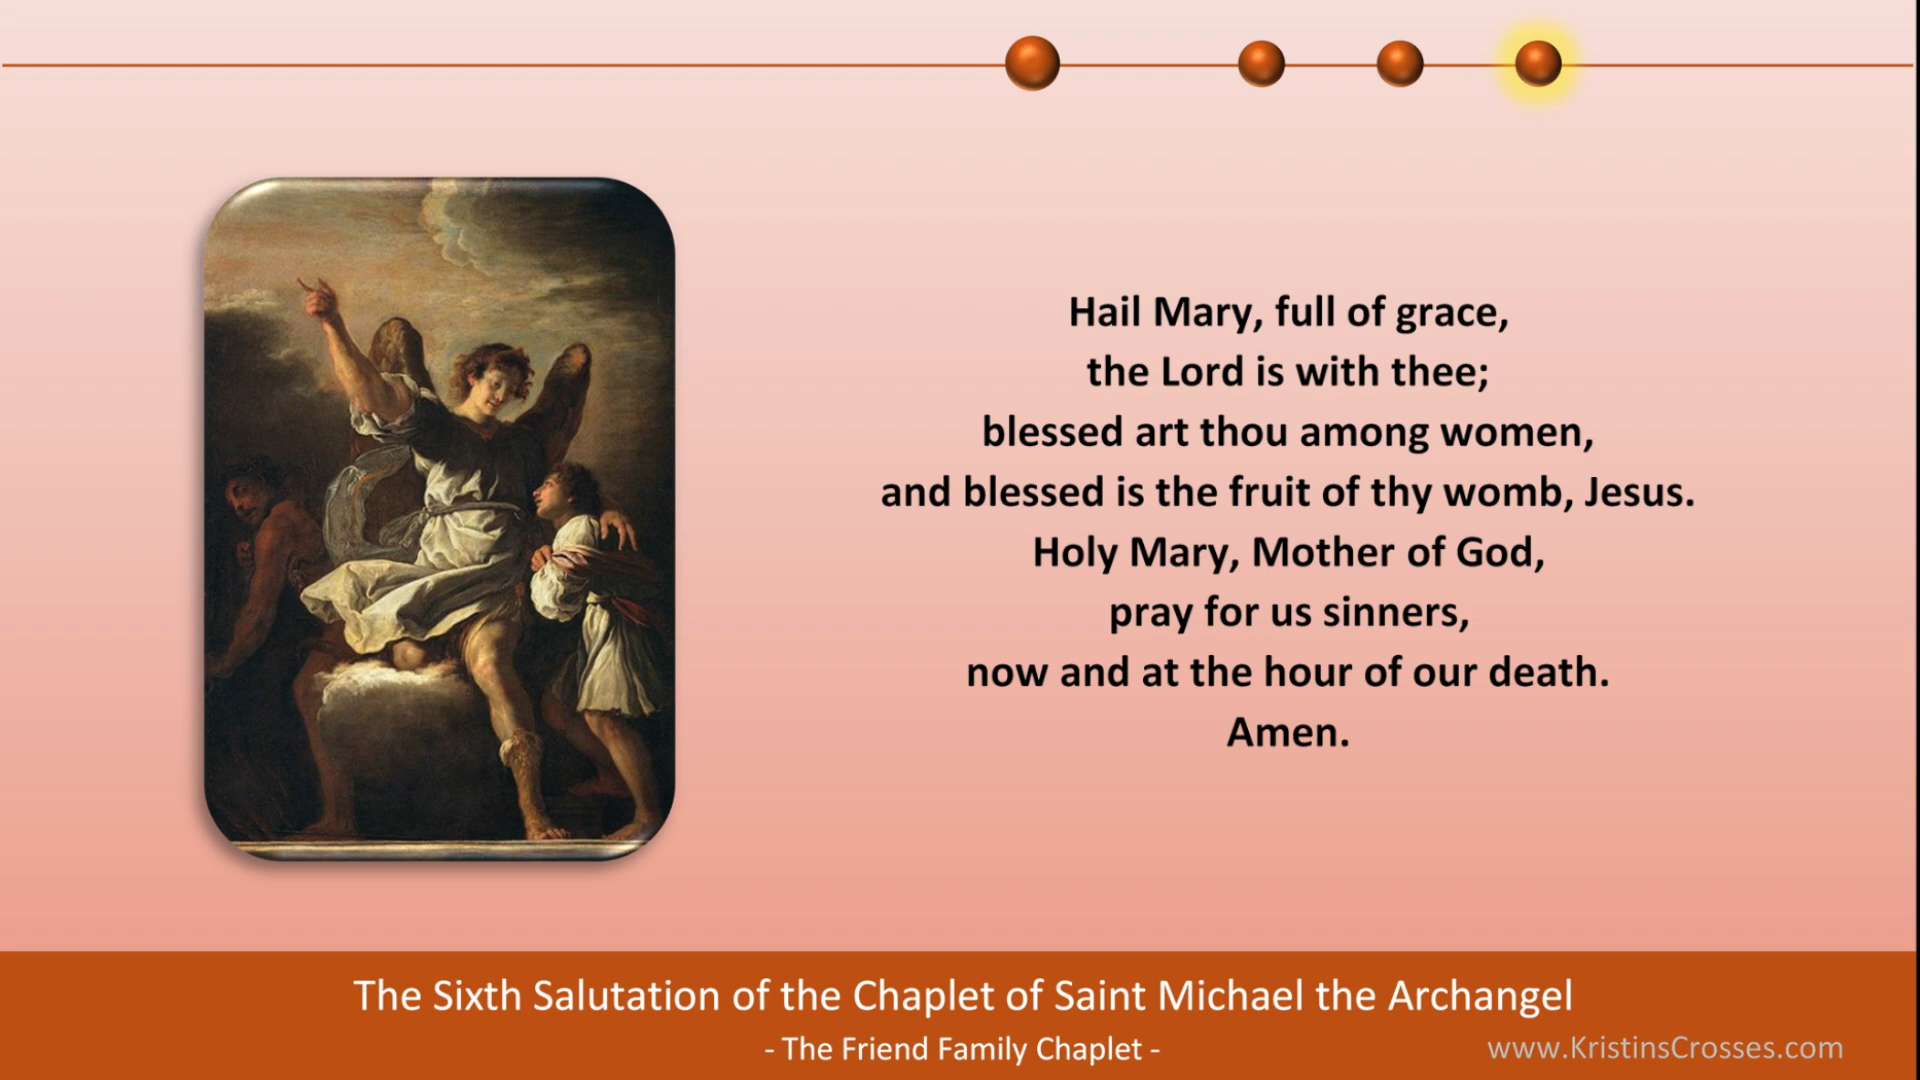 Hail Mary, full of grace,
the Lord is with thee;
blessed art thou among women,
and blessed is the fruit of thy womb, Jesus.
Holy Mary, Mother of God,
pray for us sinners,
now and at the hour of our death.
Amen.
The Sixth Salutation of the Chaplet of Saint Michael the Archangel
- The Friend Family Chaplet -
www.KristinsCrosses.com